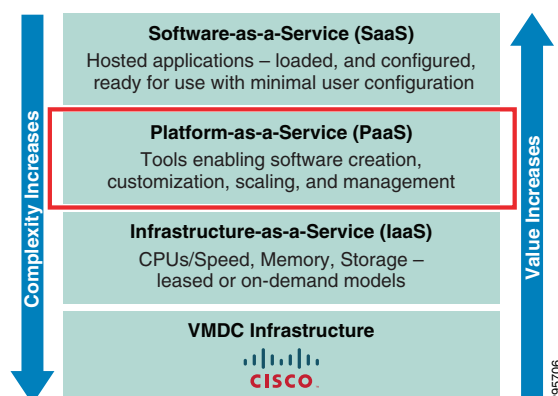 Software-as-a-Service (SaaS)
Hosted applications – loaded, and configured,
ready for use with minimal user configuration
Platform-as-a-Service (PaaS)
Tools enabling software creation,
customization, scaling, and management
Infrastructure-as-a-Service (IaaS)
CPUs/Speed, Memory, Storage –
leased or on-demand models
VMDC Infrastructure
CISCO.
Complexity Increases
Value Increases